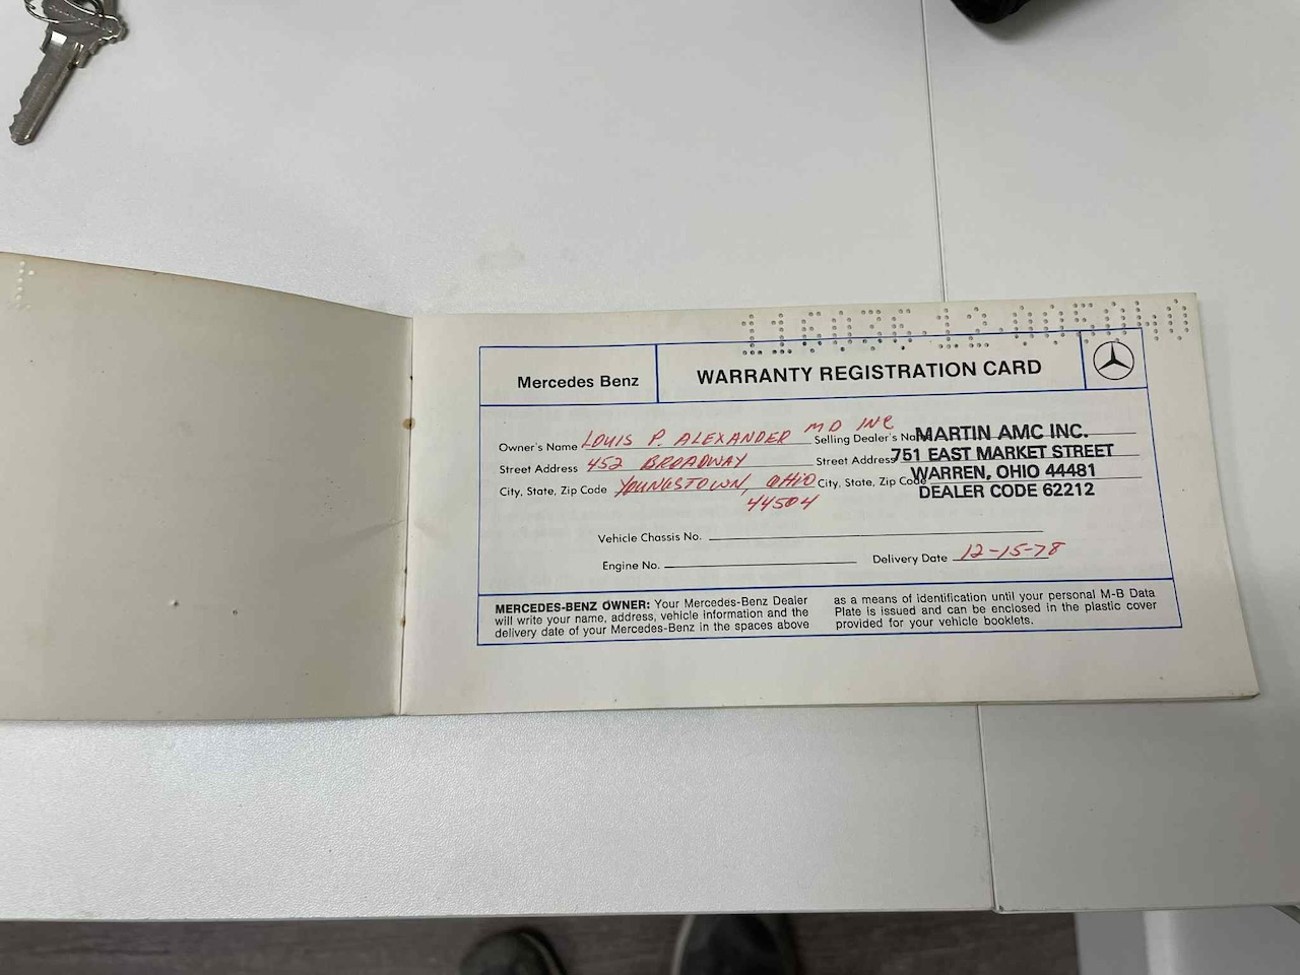 Mercedes Benz
WARRANTY REGISTRATION CARD
Owner's Name LOUIS P. ALEXANDER MD INC
Street Address 452 BROADWAY
City, State, Zip Code YOUNGSTOWN, OHIO
44504
Selling Dealer's Name MARTIN AMC INC.
Street Address 751 EAST MARKET STREET
City, State, Zip Code WARREN, OHIO 44481
DEALER CODE 62212
Vehicle Chassis No.
Engine No.
Delivery Date 12-15-78
MERCEDES-BENZ OWNER: Your Mercedes-Benz Dealer
will write your name, address, vehicle information and the
delivery date of your Mercedes-Benz in the spaces above
as a means of identification until your personal M-B Data
Plate is issued and can be enclosed in the plastic cover
provided for your vehicle booklets.